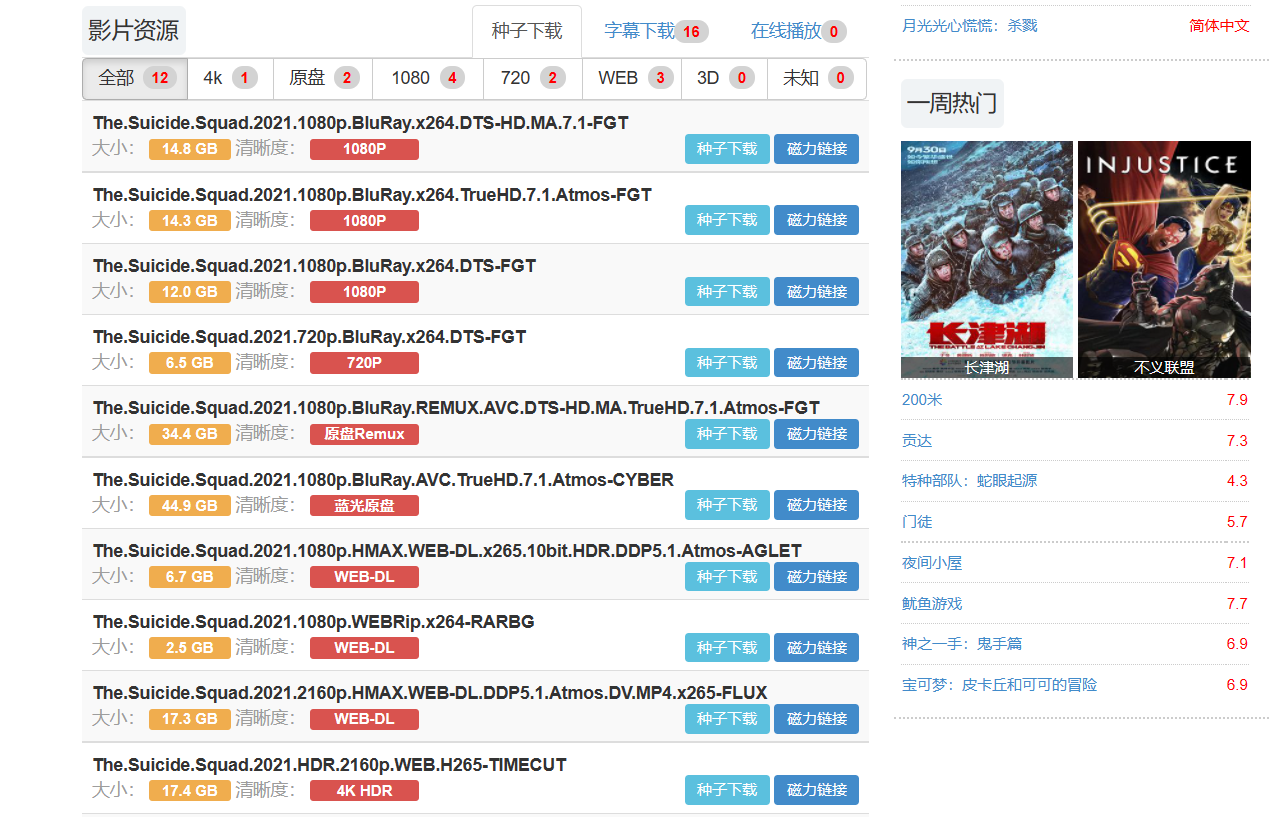 影片资源
种子下载 字幕下载 16 在线播放 0
全部 12 4k 1 原盘 2 1080 4 720 2 WEB 3 3D 0 未知 0
The.Suicide.Squad.2021.1080p.BluRay.x264.DTS-HD.MA.7.1-FGT
大小： 14.8 GB 清晰度： 1080P 种子下载 磁力链接
The.Suicide.Squad.2021.1080p.BluRay.x264.TrueHD.7.1.Atmos-FGT
大小： 14.3 GB 清晰度： 1080P 种子下载 磁力链接
The.Suicide.Squad.2021.1080p.BluRay.x264.DTS-FGT
大小： 12.0 GB 清晰度： 1080P 种子下载 磁力链接
The.Suicide.Squad.2021.720p.BluRay.x264.DTS-FGT
大小： 6.5 GB 清晰度： 720P 种子下载 磁力链接
The.Suicide.Squad.2021.1080p.BluRay.REMUX.AVC.DTS-HD.MA.TrueHD.7.1.Atmos-FGT
大小： 34.4 GB 清晰度： 原盘Remux 种子下载 磁力链接
The.Suicide.Squad.2021.1080p.BluRay.AVC.TrueHD.7.1.Atmos-CYBER
大小： 44.9 GB 清晰度： 蓝光原盘 种子下载 磁力链接
The.Suicide.Squad.2021.1080p.HMAX.WEB-DL.x265.10bit.HDR.DDP5.1.Atmos-AGLET
大小： 6.7 GB 清晰度： WEB-DL 种子下载 磁力链接
The.Suicide.Squad.2021.1080p.WEBRip.x264-RARBG
大小： 2.5 GB 清晰度： WEB-DL 种子下载 磁力链接
The.Suicide.Squad.2021.2160p.HMAX.WEB-DL.DDP5.1.Atmos.DV.MP4.x265-FLUX
大小： 17.3 GB 清晰度： WEB-DL 种子下载 磁力链接
The.Suicide.Squad.2021.HDR.2160p.WEB.H265-TIMECUT
大小： 17.4 GB 清晰度： 4K HDR 种子下载 磁力链接
月光光心慌慌：杀戮 简体中文
一周热门
9月30日
长津湖
THE BATTLE AT LAKE CHANGJIN
长津湖
INJUSTICE
不义联盟
200米 7.9
贡达 7.3
特种部队：蛇眼起源 4.3
门徒 5.7
夜间小屋 7.1
鱿鱼游戏 7.7
神之一手：鬼手篇 6.9
宝可梦：皮卡丘和可可的冒险 6.9